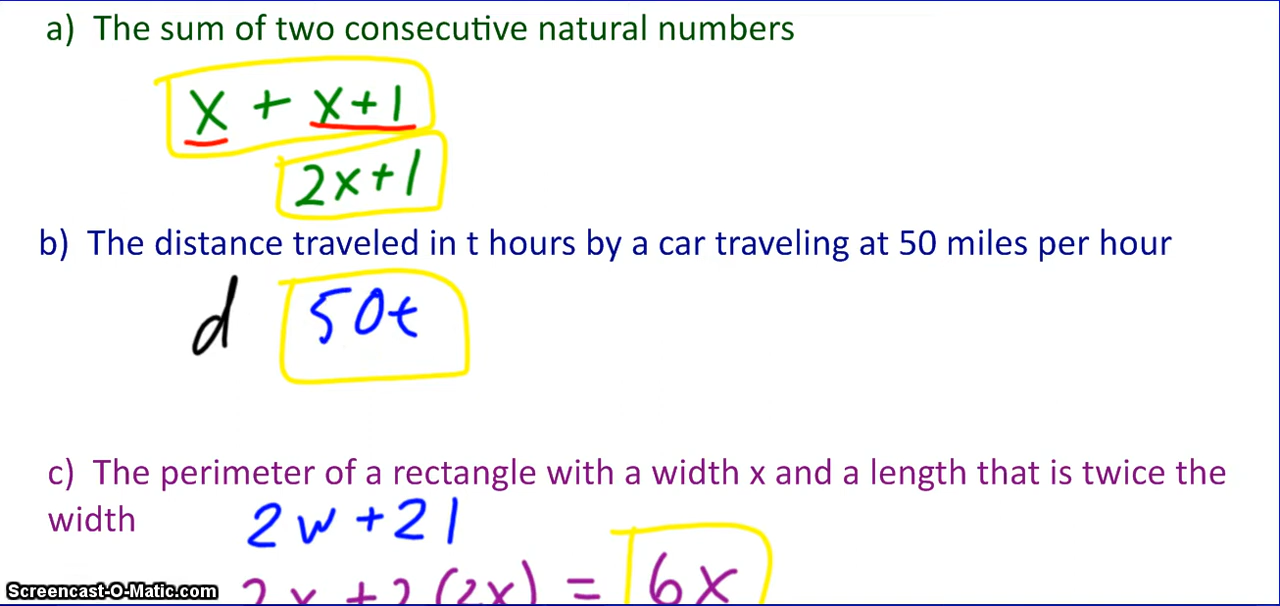 a) The sum of two consecutive natural numbers
x + x+1
2x+1
b) The distance traveled in t hours by a car traveling at 50 miles per hour
d 50t
c) The perimeter of a rectangle with a width x and a length that is twice the
width
2w+2l
2x+2(2x) = 6x
Screencast-O-Matic.com